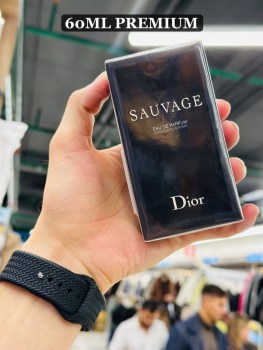 60ML PREMIUM
SAUVAGE
EAU DE PARFUM
Dior